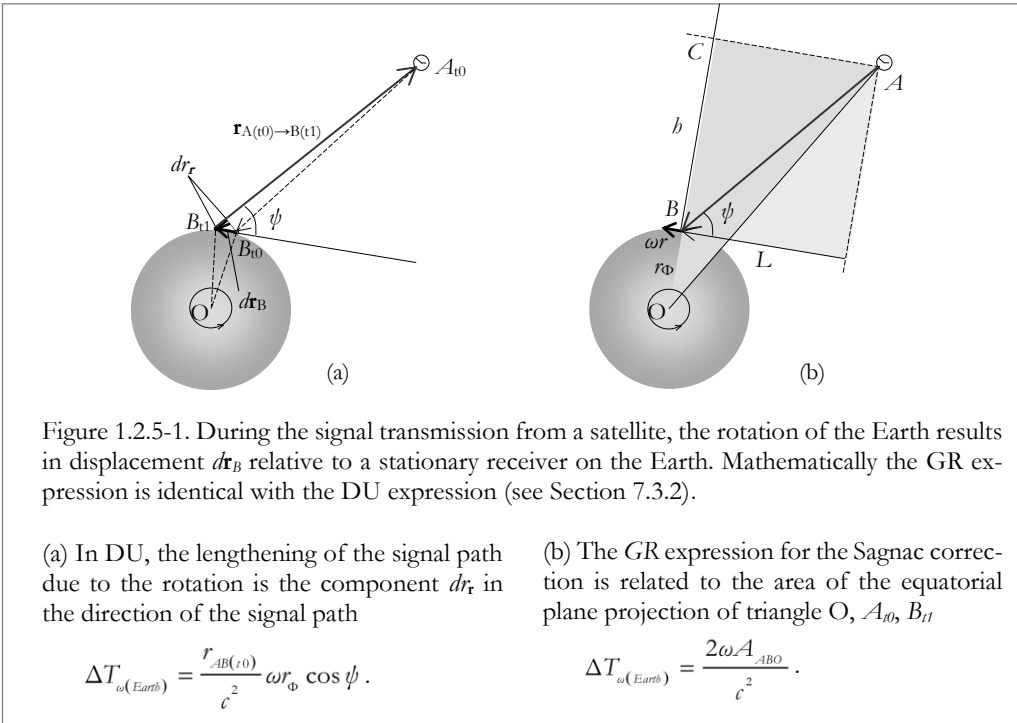 A_t0
r_A(t0)→B(t1)
dr_r
ψ
B_t1
B_t0
O
dr_B
(a)
C
A
h
B
ψ
ωr
L
r_Φ
O
(b)
Figure 1.2.5-1. During the signal transmission from a satellite, the rotation of the Earth results
in displacement dr_B relative to a stationary receiver on the Earth. Mathematically the GR ex-
pression is identical with the DU expression (see Section 7.3.2).
(a) In DU, the lengthening of the signal path
due to the rotation is the component dr_r in
the direction of the signal path
ΔT_ω(Earth) = r_AB(t0) / c² ωr_Φ cos ψ .
(b) The GR expression for the Sagnac correc-
tion is related to the area of the equatorial
plane projection of triangle O, A_t0, B_t1
ΔT_ω(Earth) = 2ωA_ABO / c² .